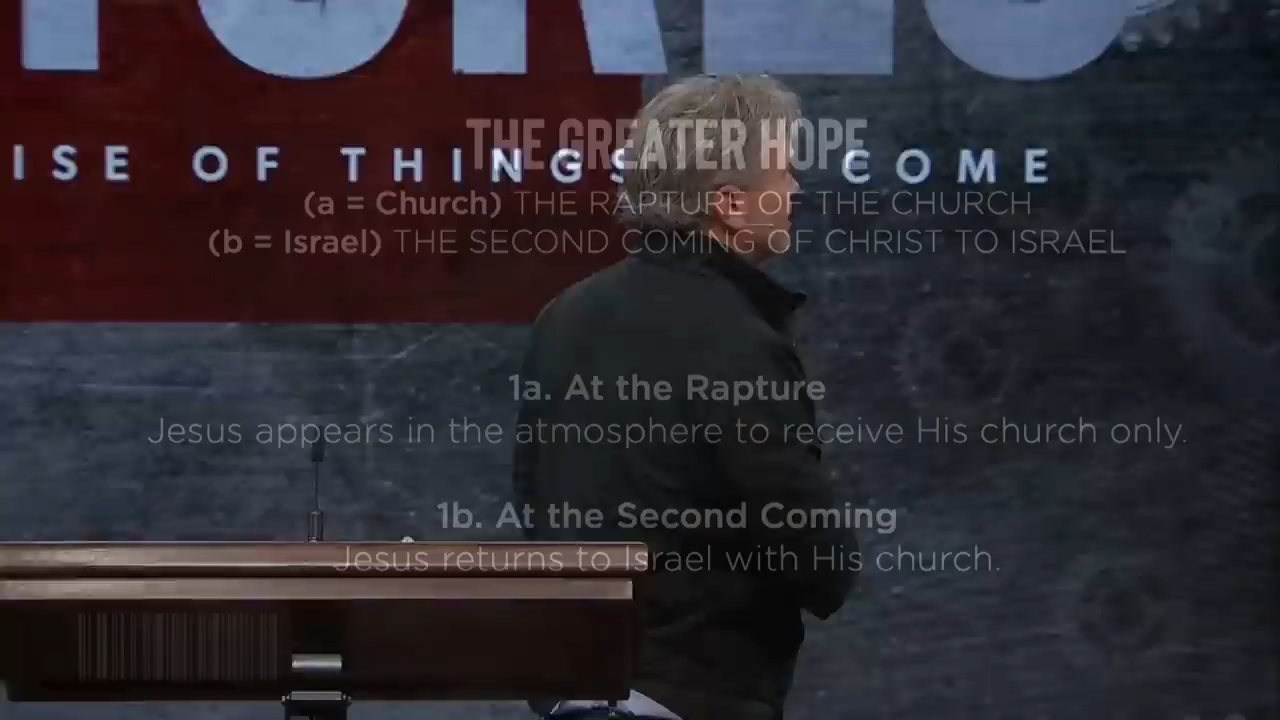 THE GREATER HOPE
ISE OF THINGS COME
(a = Church) THE RAPTURE OF THE CHURCH
(b = Israel) THE SECOND COMING OF CHRIST TO ISRAEL
1a. At the Rapture
Jesus appears in the atmosphere to receive His church only.
1b. At the Second Coming
Jesus returns to Israel with His church.